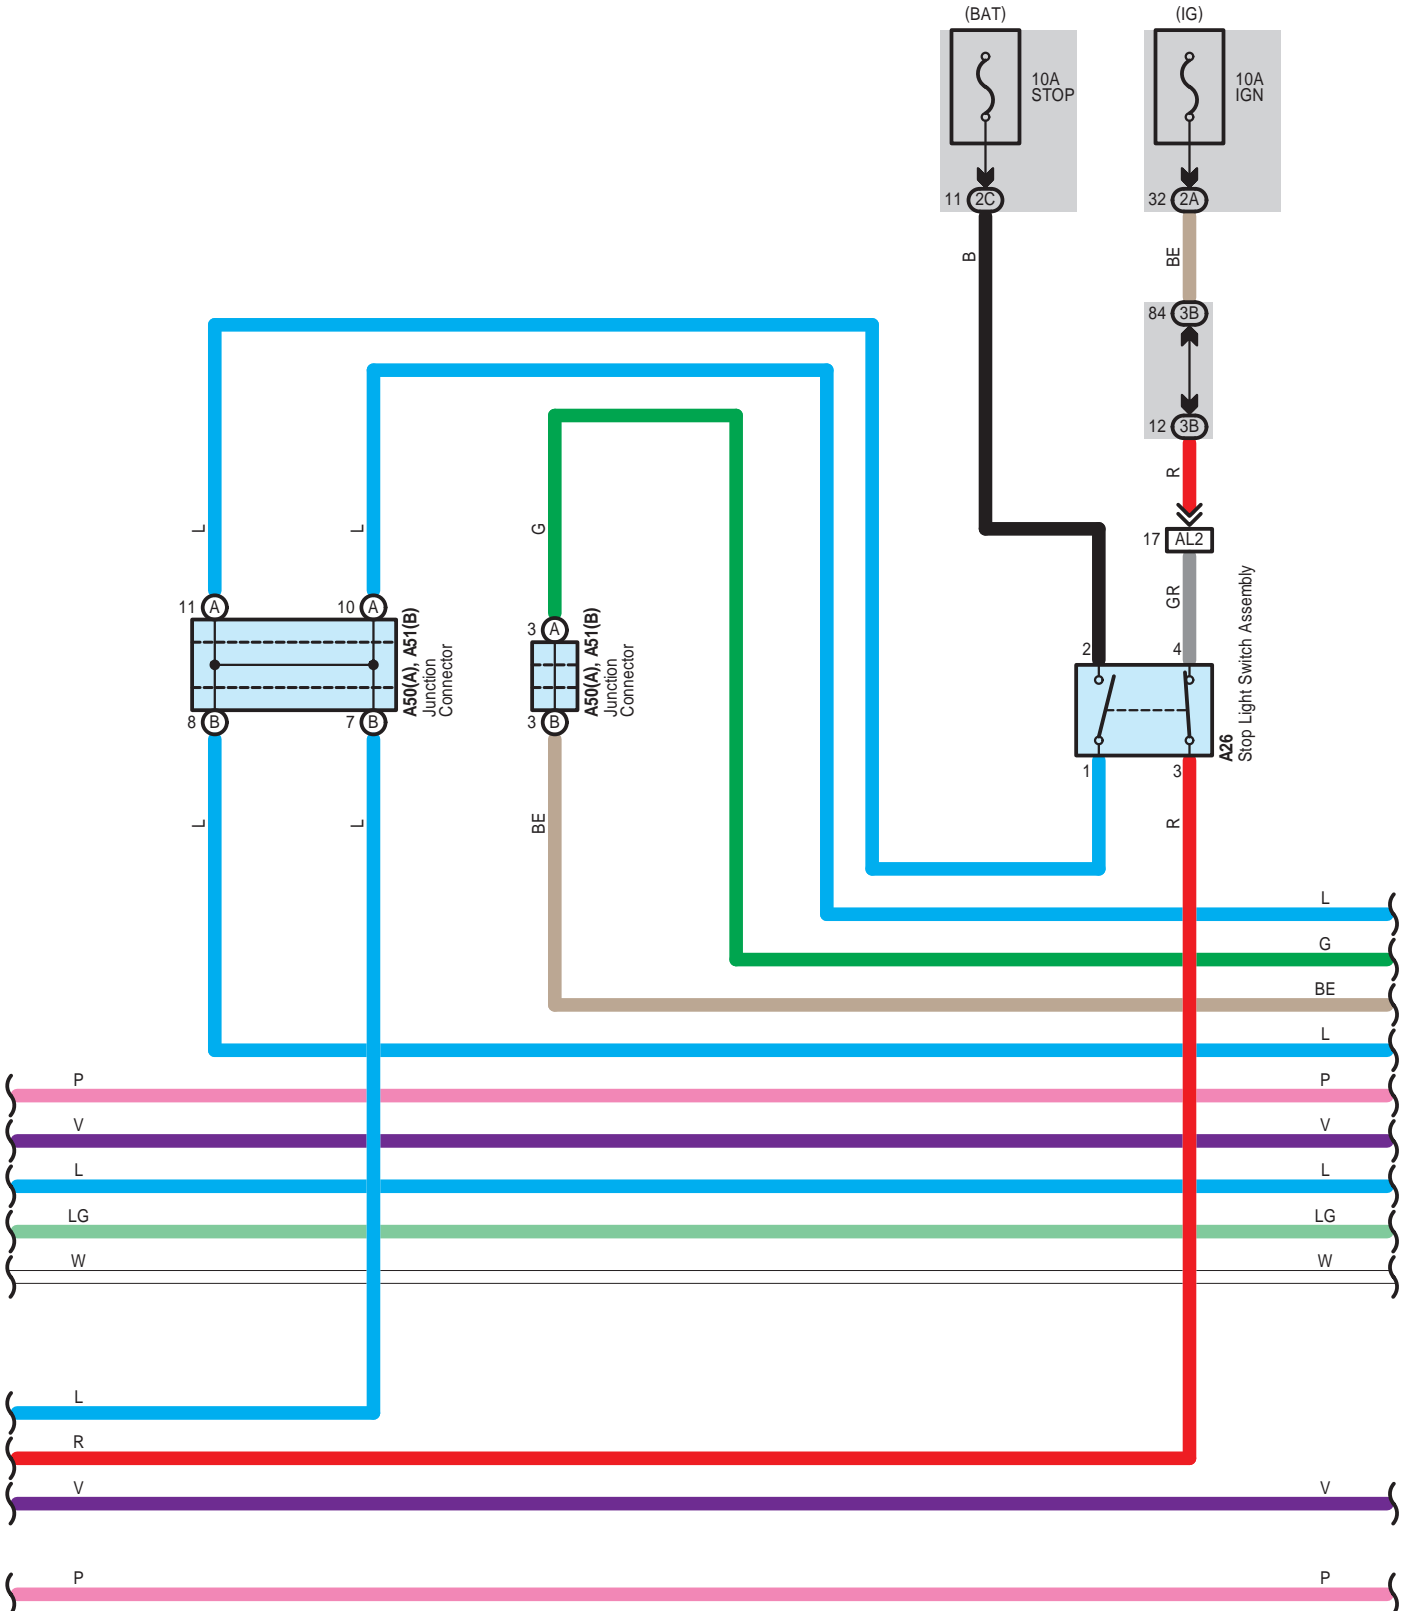 (BAT)
(IG)
10A
STOP
10A
IGN
11
2C
32
2A
B
BE
84
3B
12
3B
R
L
L
G
17
AL2
GR
11
A
10
A
A50(A), A51(B)
Junction
Connector
3
A
A50(A), A51(B)
Junction
Connector
2
4
A26
Stop Light Switch Assembly
8
B
7
B
3
B
1
3
L
L
BE
R
L
G
BE
L
P
P
V
V
L
L
LG
LG
W
W
L
R
V
V
P
P